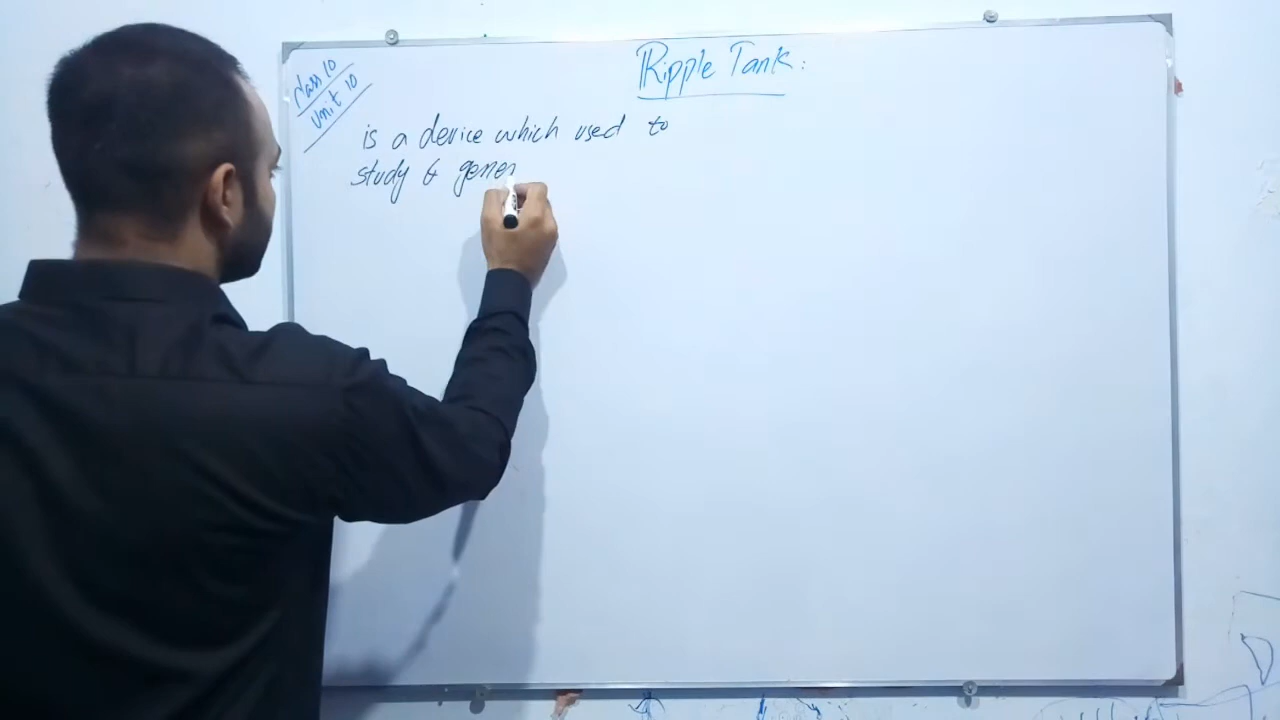 Ripple Tank:
Class 10
Unit 10
is a device which used to
study & gener